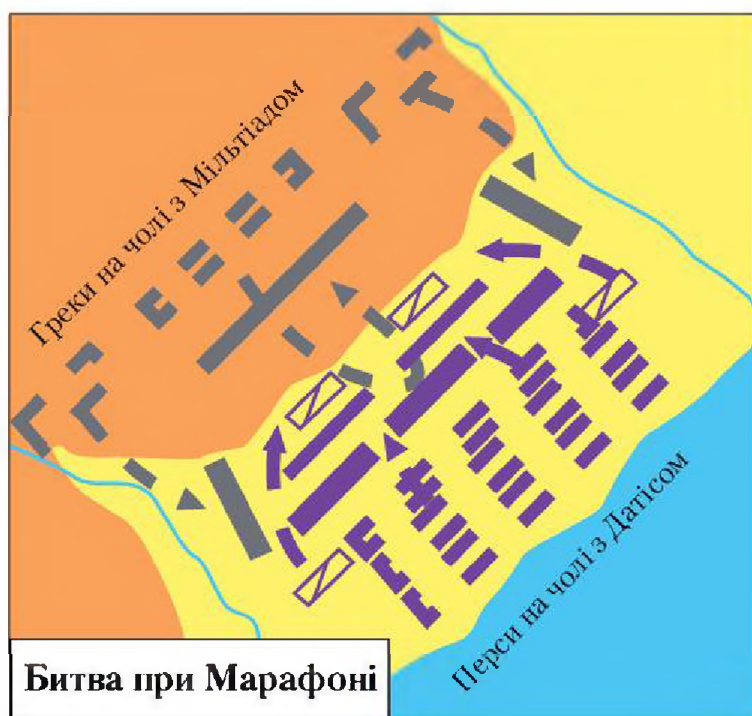 Греки на чолі з Мільтіадом
Перси на чолі з Датісом
Битва при Марафоні